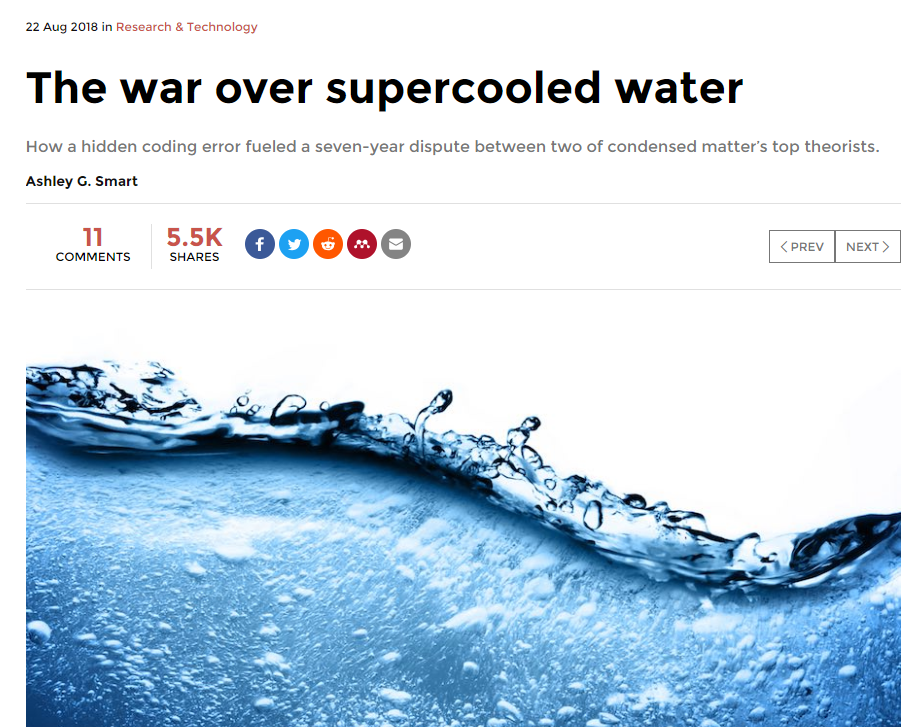 22 Aug 2018 in Research & Technology
The war over supercooled water
How a hidden coding error fueled a seven-year dispute between two of condensed matter's top theorists.
Ashley G. Smart
11
COMMENTS
5.5K
SHARES
PREV
NEXT